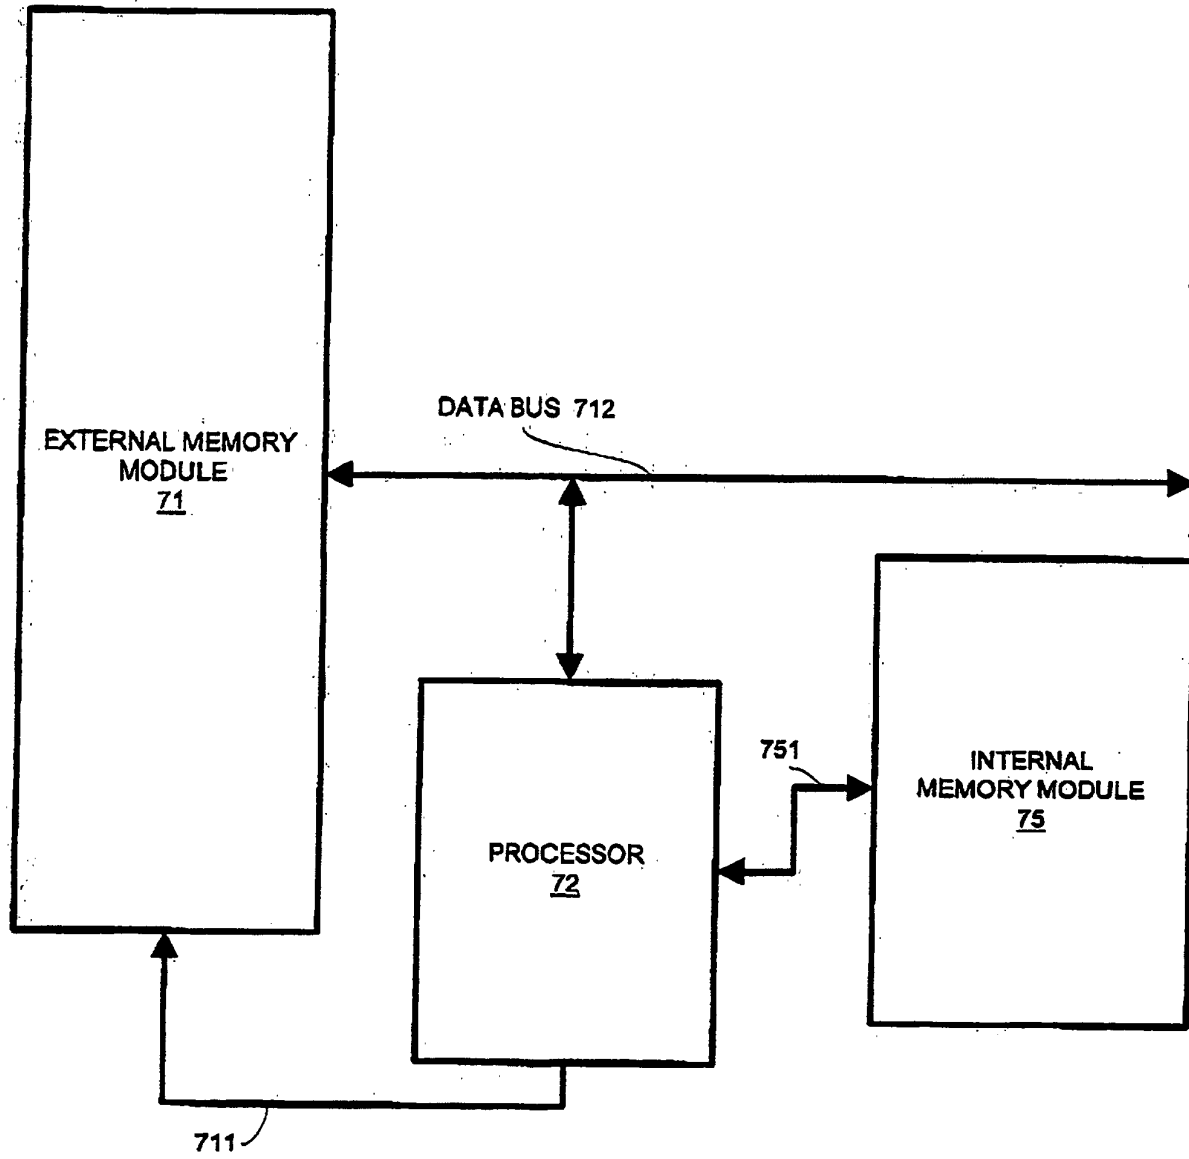 DATA BUS 712
EXTERNAL MEMORY
MODULE
71
751
INTERNAL
MEMORY MODULE
75
PROCESSOR
72
711